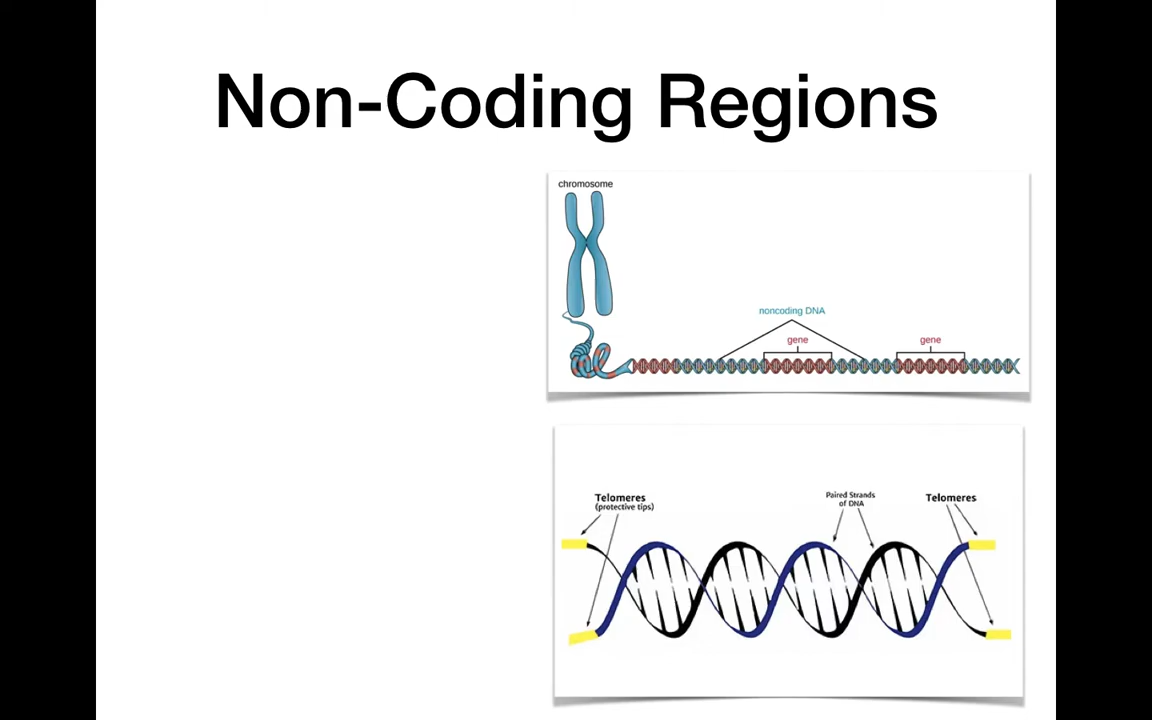 Non-Coding Regions
chromosome
noncoding DNA
gene
gene
Telomeres
(protective tips)
Paired Strands
of DNA
Telomeres